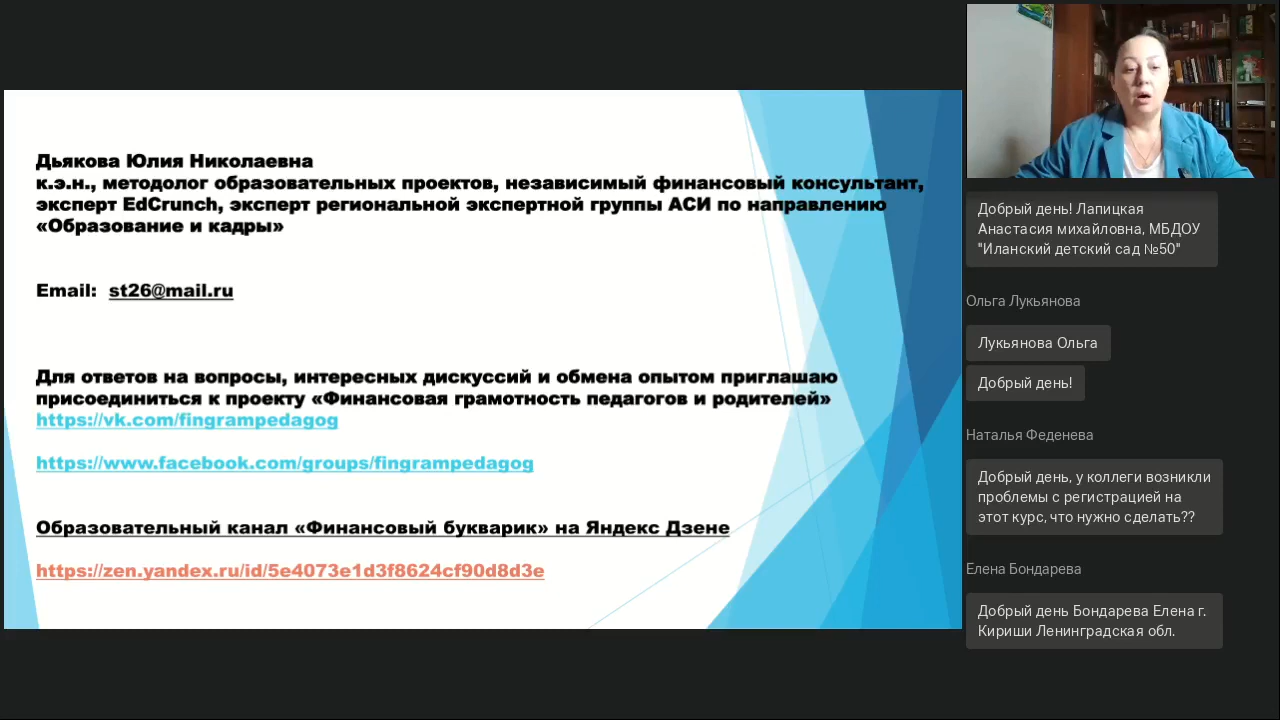 Дьякова Юлия Николаевна
к.э.н., методолог образовательных проектов, независимый финансовый консультант,
эксперт EdCrunch, эксперт региональной экспертной группы АСИ по направлению
«Образование и кадры»
Email: st26@mail.ru
Для ответов на вопросы, интересных дискуссий и обмена опытом приглашаю
присоединиться к проекту «Финансовая грамотность педагогов и родителей»
https://vk.com/fingrampedagog
https://www.facebook.com/groups/fingrampedagog
Образовательный канал «Финансовый букварик» на Яндекс Дзене
https://zen.yandex.ru/id/5e4073e1d3f8624cf90d8d3e
Добрый день! Лапицкая
Анастасия михайловна, МБДОУ
"Иланский детский сад №50"
Ольга Лукьянова
Лукьянова Ольга
Добрый день!
Наталья Феденева
Добрый день, у коллеги возникли
проблемы с регистрацией на
этот курс, что нужно сделать??
Елена Бондарева
Добрый день Бондарева Елена г.
Кириши Ленинградская обл.